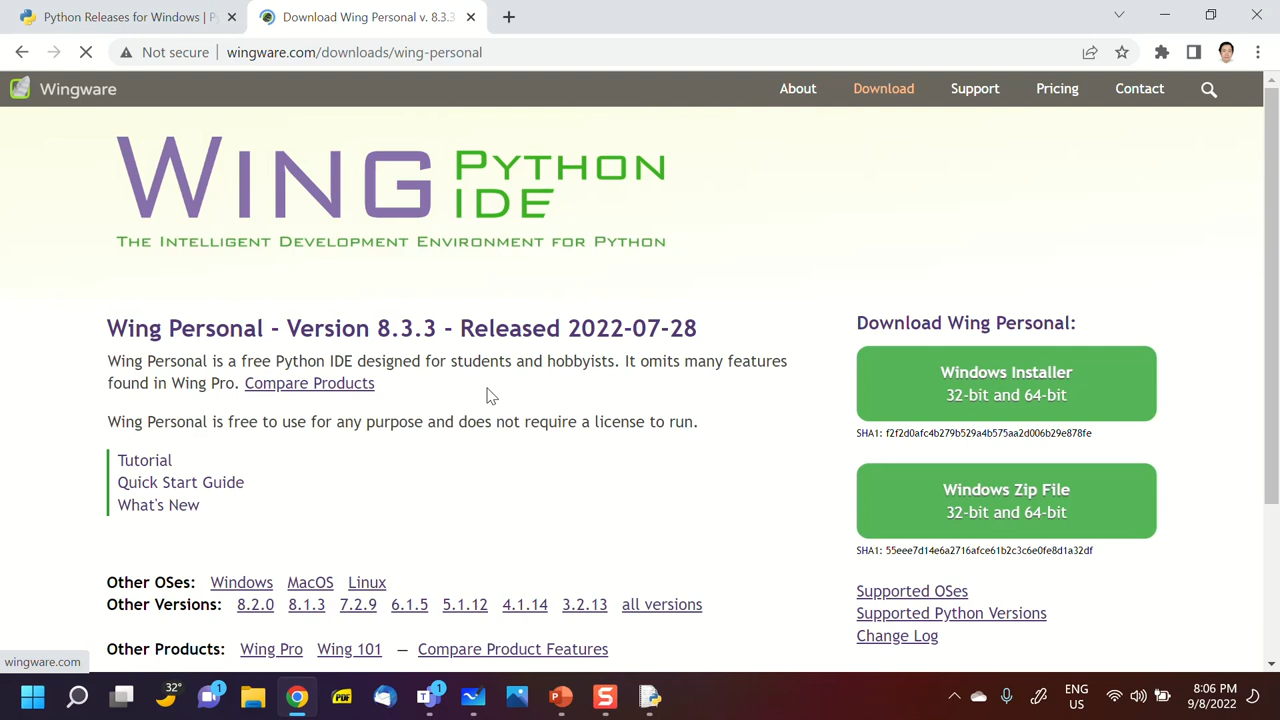 Python Releases for Windows | P
Download Wing Personal v. 8.3.3
Not secure
wingware.com/downloads/wing-personal
Wingware
About
Download
Support
Pricing
Contact
WING PYTHON IDE
THE INTELLIGENT DEVELOPMENT ENVIRONMENT FOR PYTHON
Wing Personal - Version 8.3.3 - Released 2022-07-28
Wing Personal is a free Python IDE designed for students and hobbyists. It omits many features
found in Wing Pro. Compare Products
Wing Personal is free to use for any purpose and does not require a license to run.
Tutorial
Quick Start Guide
What's New
Other OSes: Windows MacOS Linux
Other Versions: 8.2.0 8.1.3 7.2.9 6.1.5 5.1.12 4.1.14 3.2.13 all versions
Other Products: Wing Pro Wing 101 — Compare Product Features
Download Wing Personal:
Windows Installer
32-bit and 64-bit
SHA1: f2f2d0afc4b279b529a4b575aa2d006b29e878fe
Windows Zip File
32-bit and 64-bit
SHA1: 55eee7d14e6a2716afce61b2c3c6e0fe8d1a32df
Supported OSes
Supported Python Versions
Change Log
wingware.com
32°
1
PDF
1
ENG
US
8:06 PM
9/8/2022